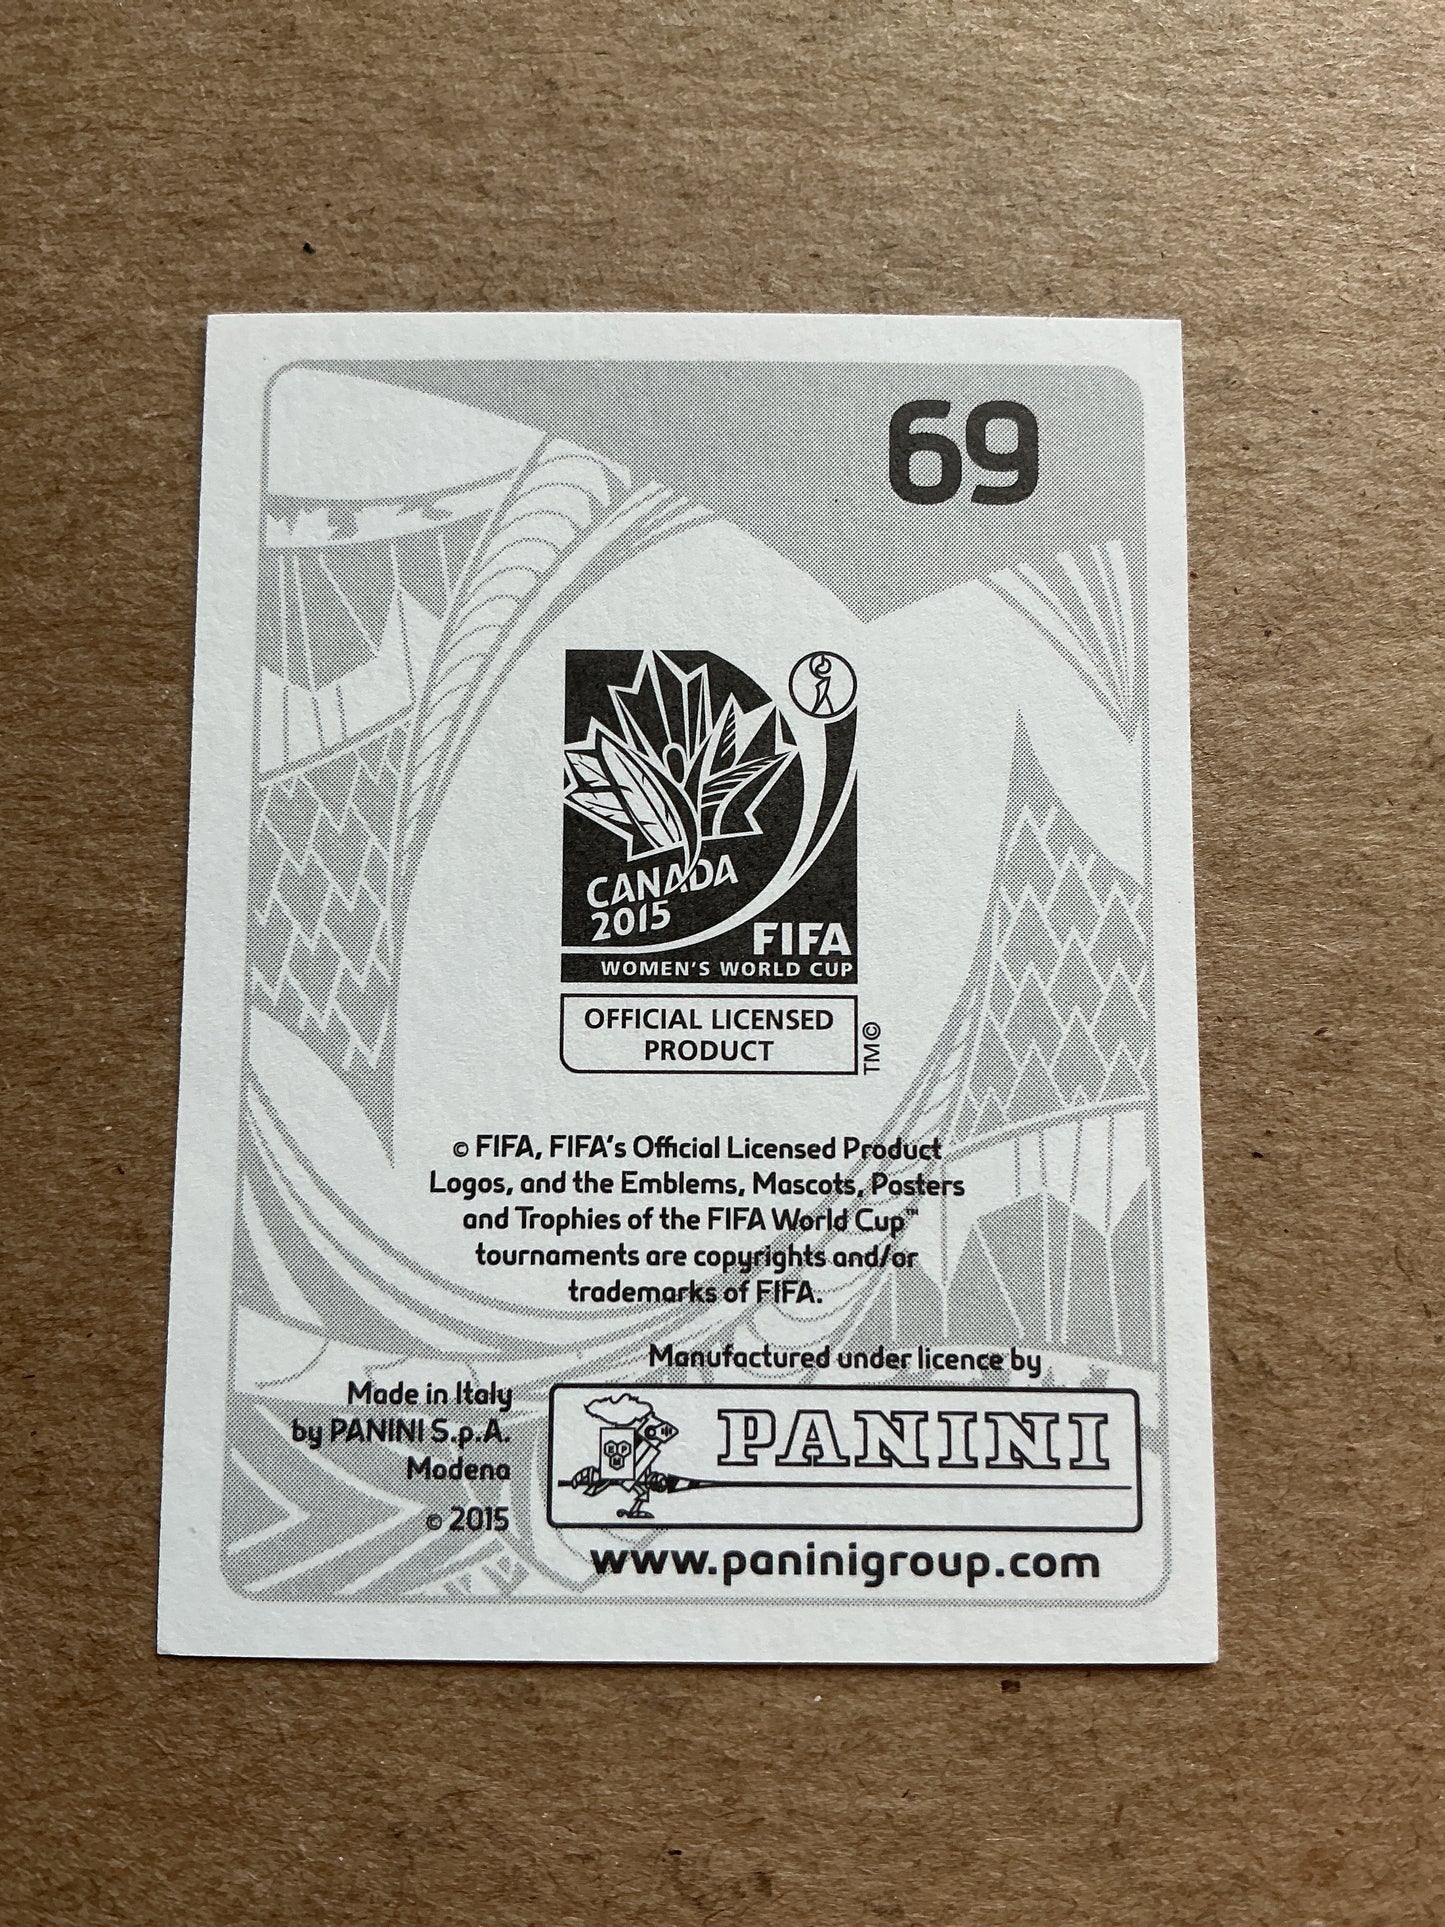 69
CANADA
2015
FIFA
WOMEN'S WORLD CUP
OFFICIAL LICENSED
PRODUCT
TM©
© FIFA, FIFA's Official Licensed Product
Logos, and the Emblems, Mascots, Posters
and Trophies of the FIFA World Cup™
tournaments are copyrights and/or
trademarks of FIFA.
Manufactured under licence by
Made in Italy
by PANINI S.p.A.
Modena
© 2015
PANINI
www.paninigroup.com